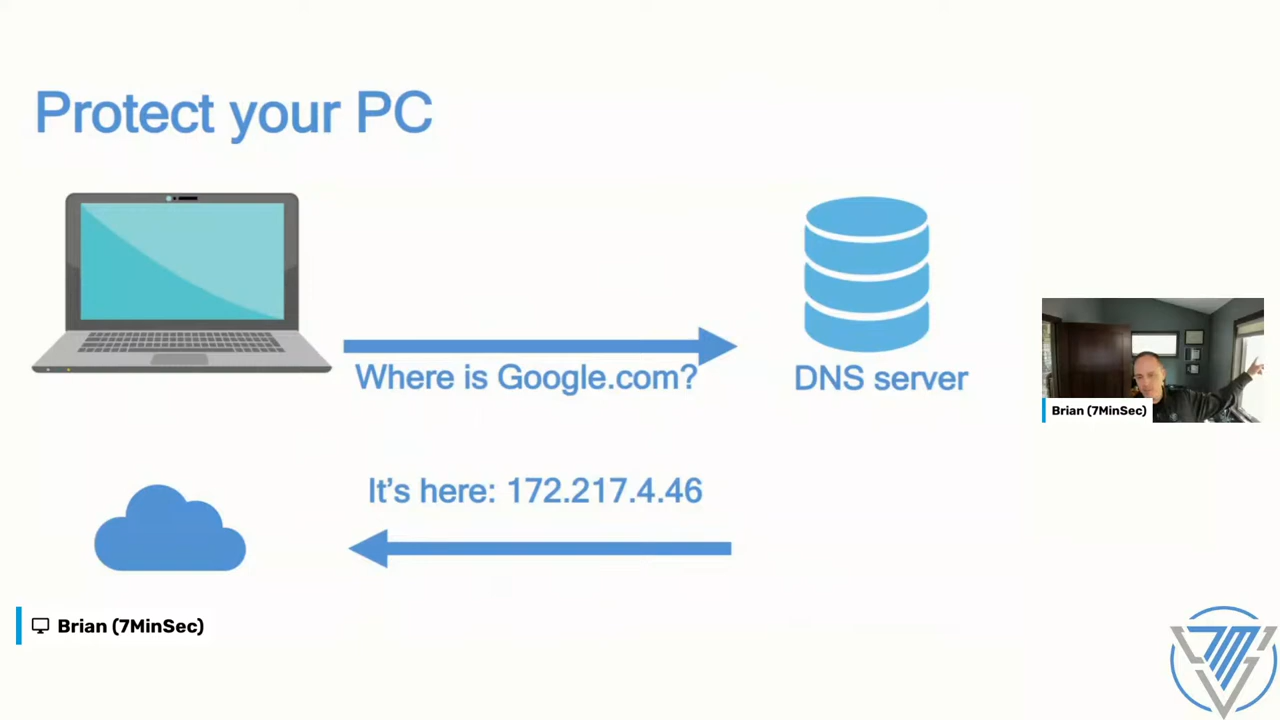 Protect your PC
Where is Google.com?
DNS server
It's here: 172.217.4.46
Brian (7MinSec)
Brian (7MinSec)
7M